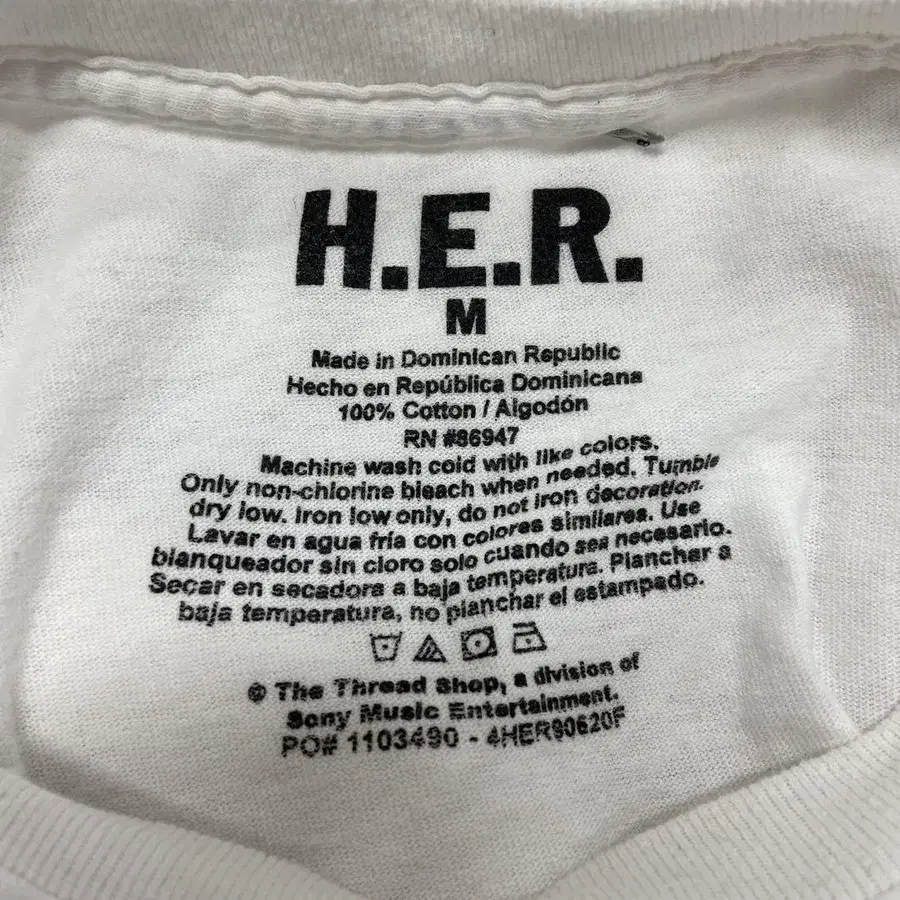 H.E.R.
M
Made in Dominican Republic
Hecho en República Dominicana
100% Cotton / Algodón
RN #86947
Machine wash cold with like colors.
Only non-chlorine bleach when needed. Tumble
dry low. Iron low only, do not iron decoration.
Lavar en agua fría con colores similares. Use
blanqueador sin cloro solo cuando sea necesario.
Secar en secadora a baja temperatura. Planchar a
baja temperatura, no planchar el estampado.
© The Thread Shop, a division of
Sony Music Entertainment.
PO# 1103490 - 4HER90620F